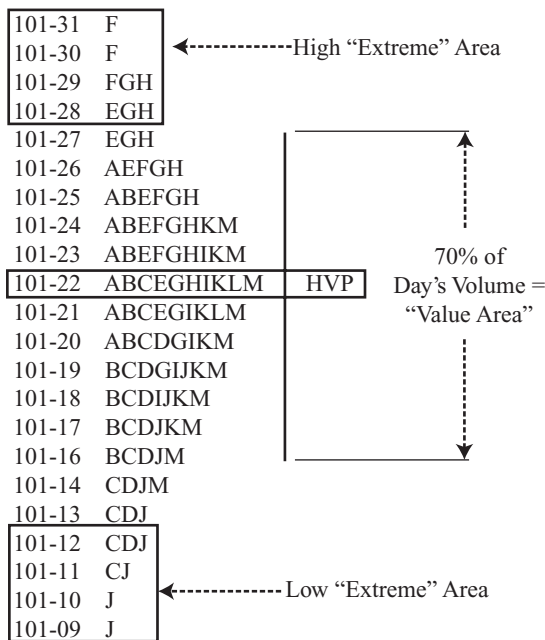 101-31 F
101-30 F
High “Extreme” Area
101-29 FGH
101-28 EGH
101-27 EGH
101-26 AEFGH
101-25 ABEFGH
101-24 ABEFGHKM
101-23 ABEFGHIKM
101-22 ABCEGHIKLM HVP
101-21 ABCEGIKLM
101-20 ABCDGIKM
101-19 BCDGIJKM
101-18 BCDIJKM
101-17 BCDJKM
101-16 BCDJM
101-14 CDJM
101-13 CDJ
101-12 CDJ
101-11 CJ
101-10 J
101-09 J
70% of
Day’s Volume =
“Value Area”
Low “Extreme” Area